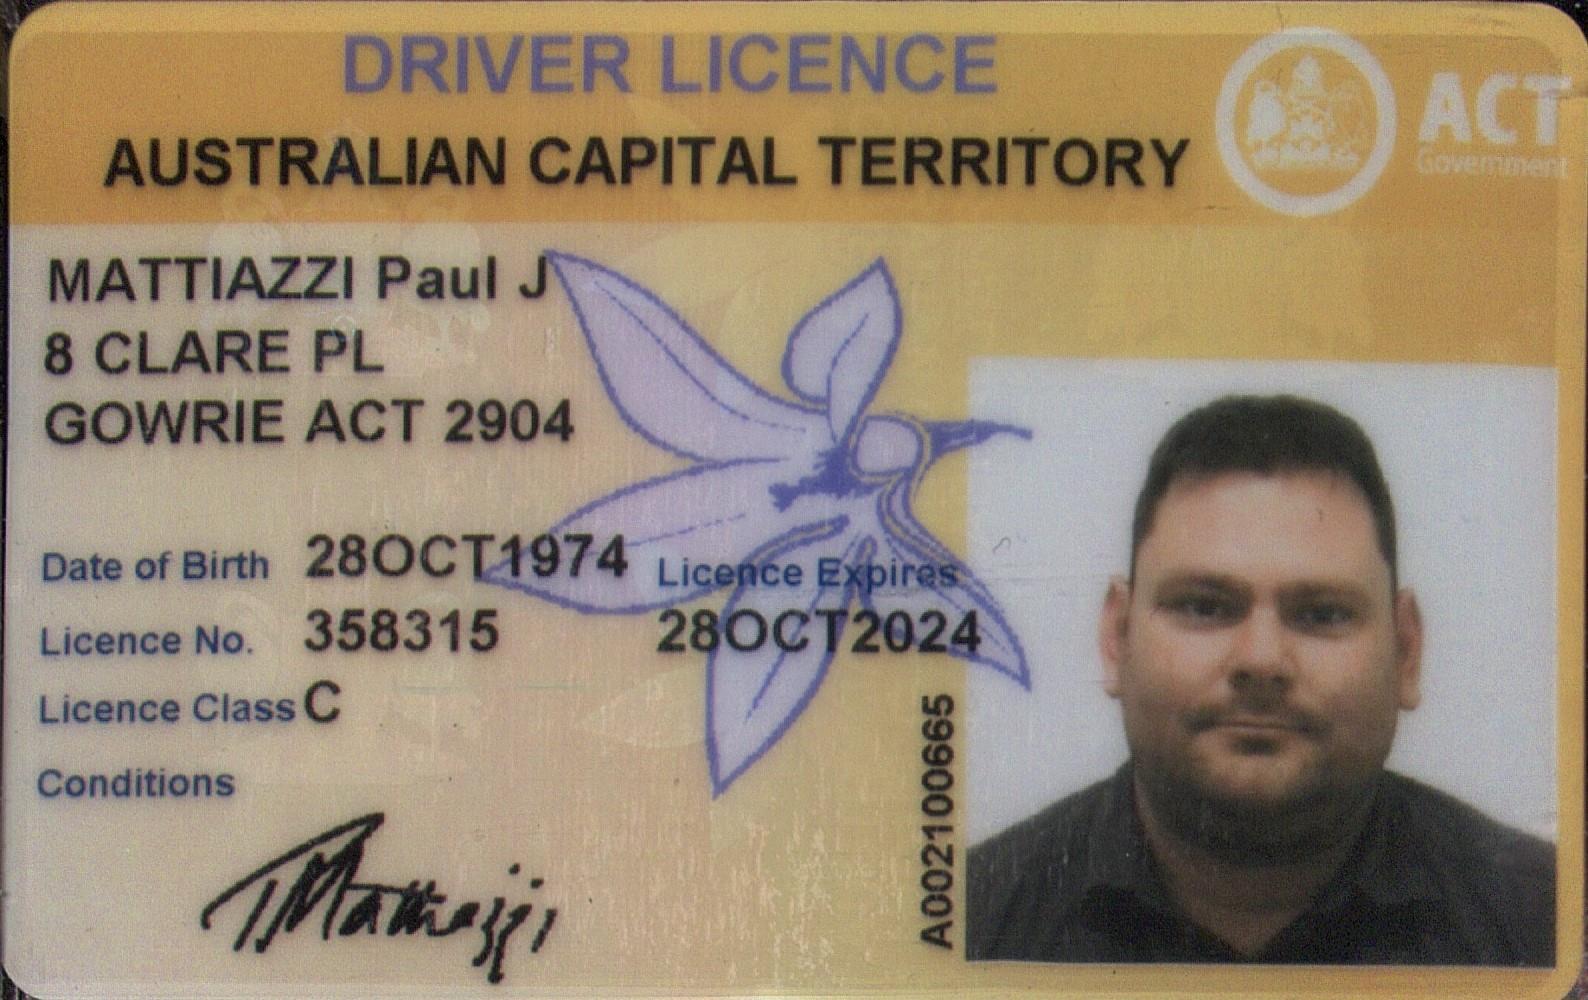 DRIVER LICENCE
AUSTRALIAN CAPITAL TERRITORY
ACT
Government
MATTIAZZI Paul J
8 CLARE PL
GOWRIE ACT 2904
Date of Birth 28OCT1974
Licence Expires
Licence No. 358315
28OCT2024
Licence Class C
Conditions
A002100665
PMattiazzi